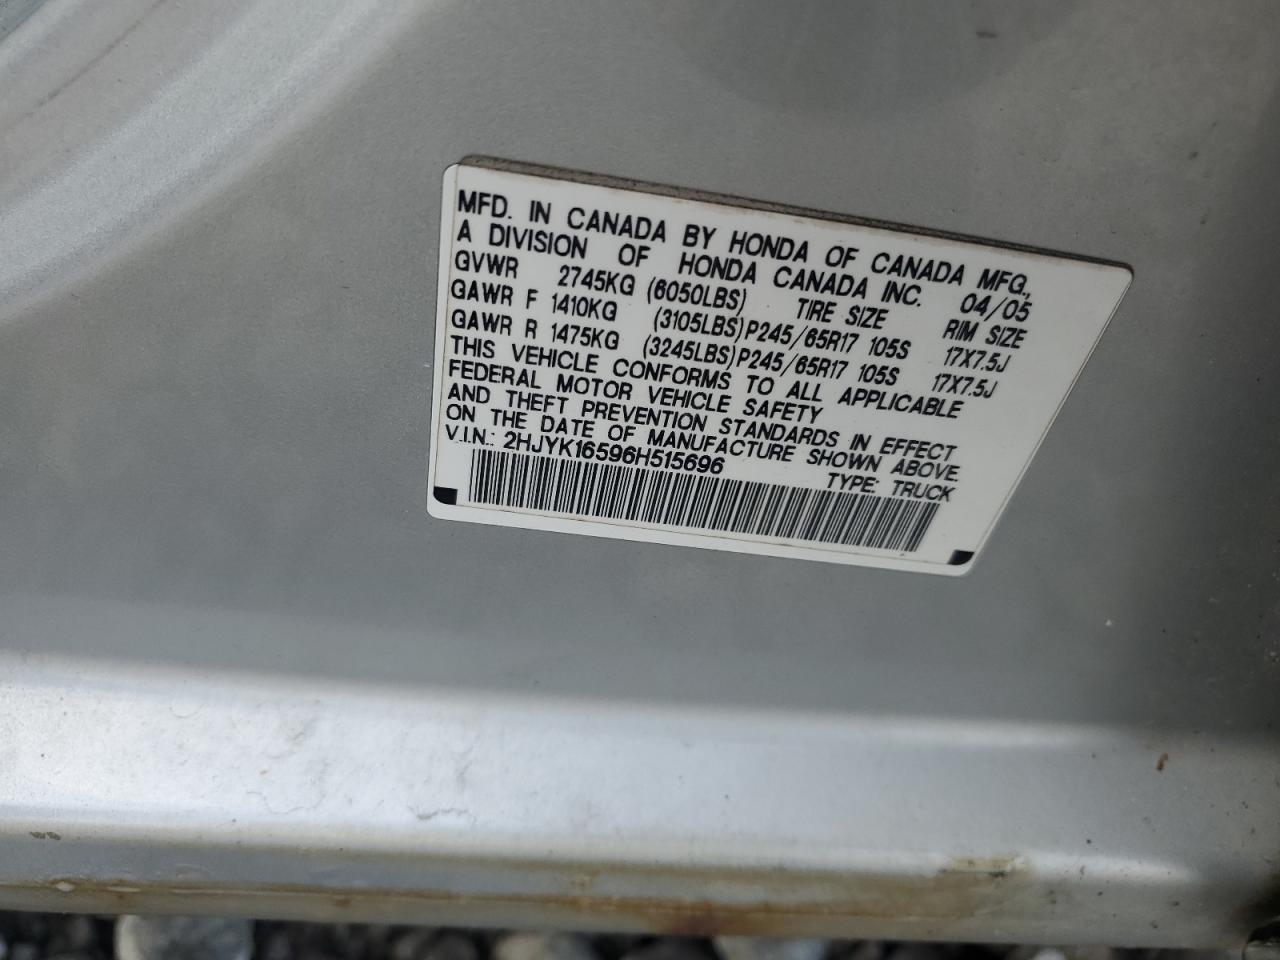 MFD. IN CANADA BY HONDA OF CANADA MFG.,
A DIVISION OF HONDA CANADA INC. 04/05
GVWR 2745KG (6050LBS) TIRE SIZE RIM SIZE
GAWR F 1410KG (3105LBS) P245/65R17 105S 17X7.5J
GAWR R 1475KG (3245LBS) P245/65R17 105S 17X7.5J
THIS VEHICLE CONFORMS TO ALL APPLICABLE
FEDERAL MOTOR VEHICLE SAFETY
AND THEFT PREVENTION STANDARDS IN EFFECT
ON THE DATE OF MANUFACTURE SHOWN ABOVE.
V.I.N.: 2HJYK16596H515696 TYPE: TRUCK